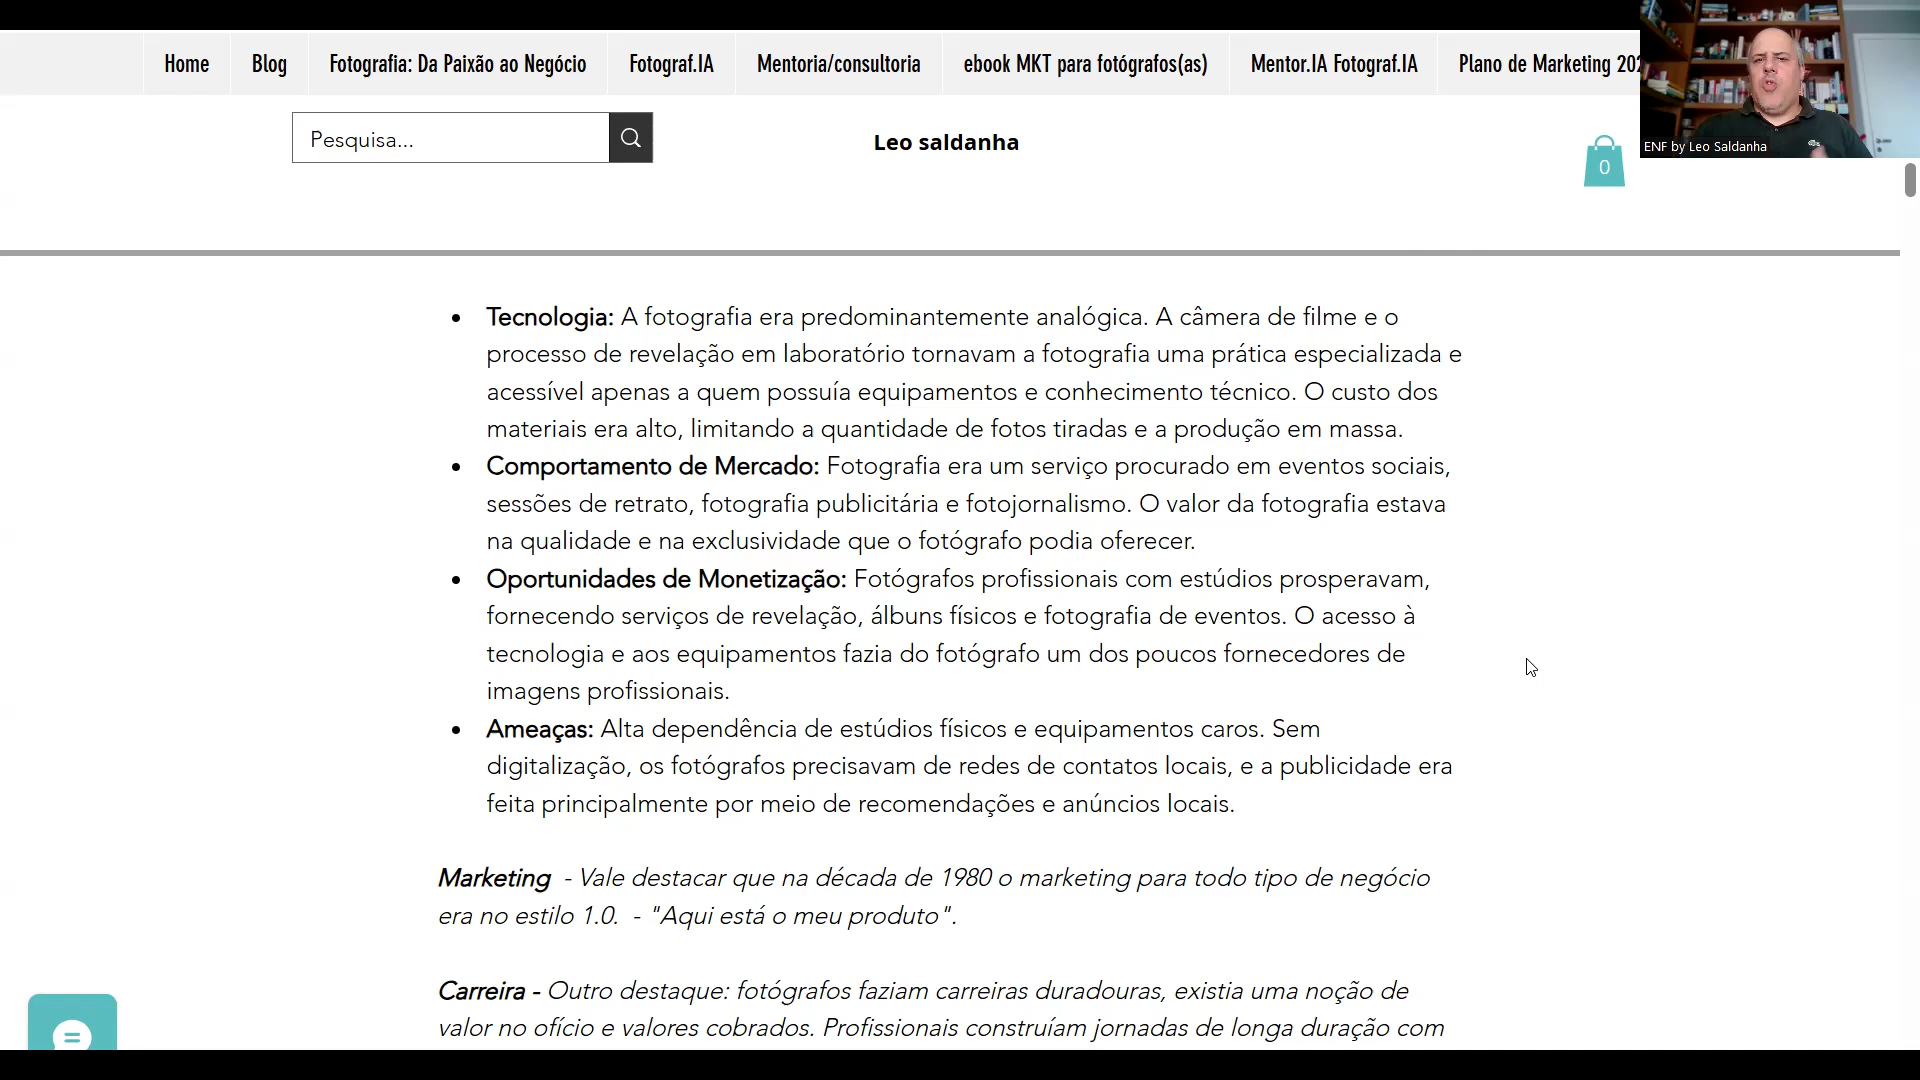 Home Blog Fotografia: Da Paixão ao Negócio Fotograf.IA Mentoria/consultoria ebook MKT para fotógrafos(as) Mentor.IA Fotograf.IA Plano de Marketing 202
ENF by Leo Saldanha
Pesquisa...
Leo saldanha
0
• Tecnologia: A fotografia era predominantemente analógica. A câmera de filme e o
processo de revelação em laboratório tornavam a fotografia uma prática especializada e
acessível apenas a quem possuía equipamentos e conhecimento técnico. O custo dos
materiais era alto, limitando a quantidade de fotos tiradas e a produção em massa.
• Comportamento de Mercado: Fotografia era um serviço procurado em eventos sociais,
sessões de retrato, fotografia publicitária e fotojornalismo. O valor da fotografia estava
na qualidade e na exclusividade que o fotógrafo podia oferecer.
• Oportunidades de Monetização: Fotógrafos profissionais com estúdios prosperavam,
fornecendo serviços de revelação, álbuns físicos e fotografia de eventos. O acesso à
tecnologia e aos equipamentos fazia do fotógrafo um dos poucos fornecedores de
imagens profissionais.
• Ameaças: Alta dependência de estúdios físicos e equipamentos caros. Sem
digitalização, os fotógrafos precisavam de redes de contatos locais, e a publicidade era
feita principalmente por meio de recomendações e anúncios locais.
Marketing - Vale destacar que na década de 1980 o marketing para todo tipo de negócio
era no estilo 1.0. - "Aqui está o meu produto".
Carreira - Outro destaque: fotógrafos faziam carreiras duradouras, existia uma noção de
valor no ofício e valores cobrados. Profissionais construíam jornadas de longa duração com